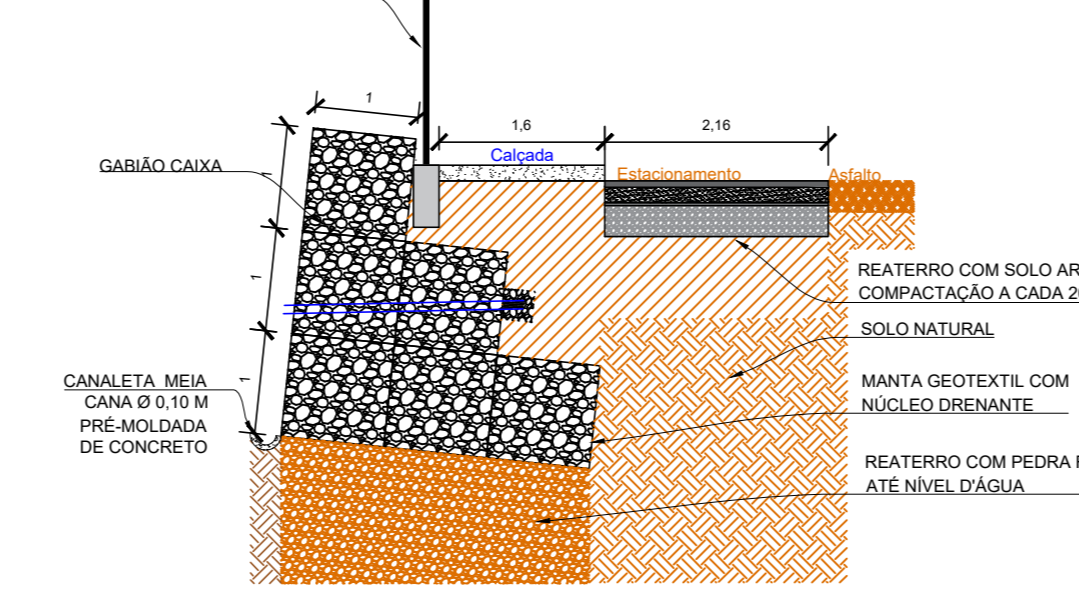 1
1,6
2,16
Calçada
Estacionamento
Asfalto
GABIÃO CAIXA
1
1
1
REATERRO COM SOLO AR
COMPACTAÇÃO A CADA 20
SOLO NATURAL
CANALETA MEIA
CANA Ø 0,10 M
PRÉ-MOLDADA
DE CONCRETO
MANTA GEOTEXTIL COM
NÚCLEO DRENANTE
REATERRO COM PEDRA
ATÉ NÍVEL D'ÁGUA